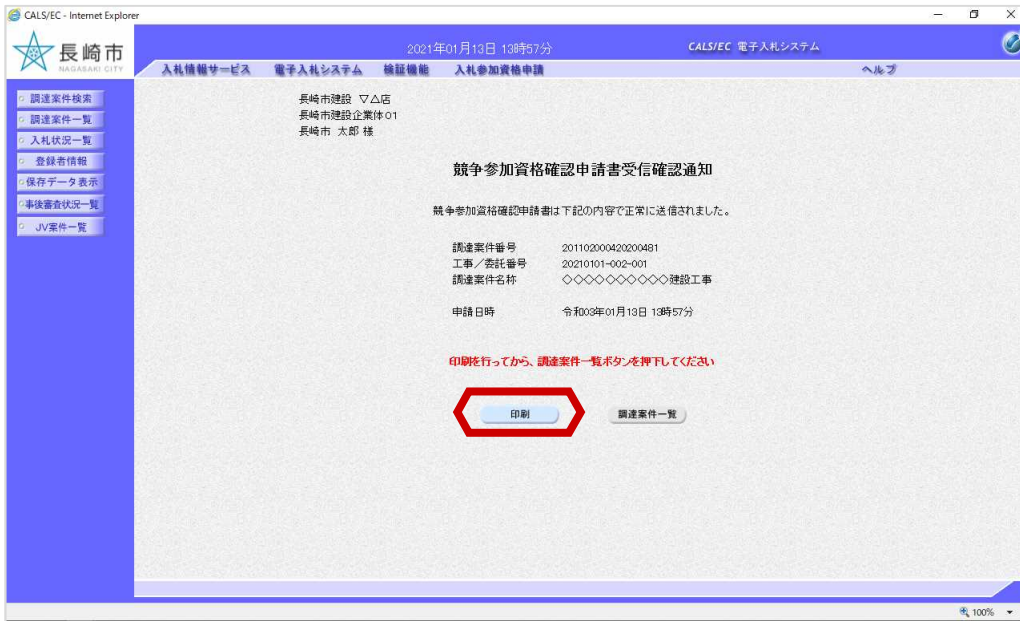 CALS/EC - Internet Explorer
長崎市
NAGASAKI CITY
2021年01月13日 13時57分
CALS/EC 電子入札システム
入札情報サービス 電子入札システム 検証機能 入札参加資格申請 ヘルプ
調達案件検索
調達案件一覧
入札状況一覧
登録者情報
保存データ表示
事後審査状況一覧
JV案件一覧
長崎市建設 ▽△店
長崎市建設企業体01
長崎市 太郎 様
競争参加資格確認申請書受信確認通知
競争参加資格確認申請書は下記の内容で正常に送信されました。
調達案件番号 201102000420200481
工事/委託番号 20210101-002-001
調達案件名称 ◇◇◇◇◇◇◇◇◇◇建設工事
申請日時 令和03年01月13日 13時57分
印刷を行ってから、調達案件一覧ボタンを押下してください
印刷 調達案件一覧
100%